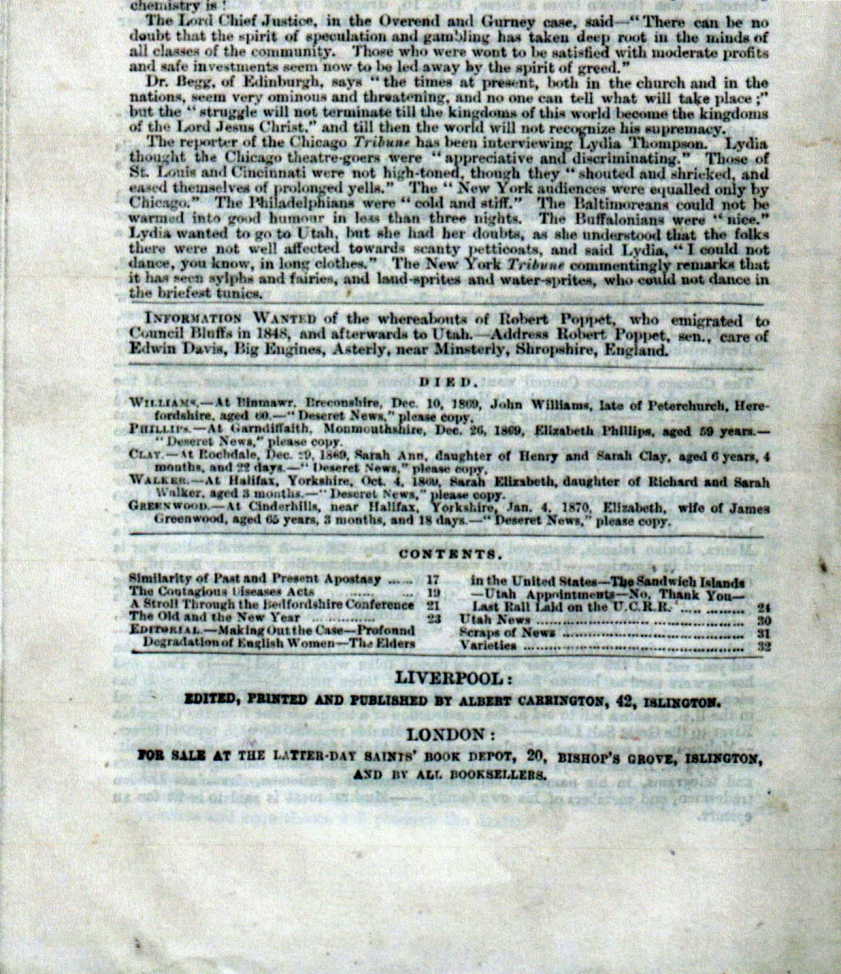 chemistry is!
The Lord Chief Justice, in the Overend and Gurney case, said—"There can be no
doubt that the spirit of speculation and gambling has taken deep root in the minds of
all classes of the community. Those who were wont to be satisfied with moderate profits
and safe investments seem now to be led away by the spirit of greed."
Dr. Begg, of Edinburgh, says "the times at present, both in the church and in the
nations, seem very ominous and threatening, and no one can tell what will take place;"
but the "struggle will not terminate till the kingdoms of this world become the kingdoms
of the Lord Jesus Christ." and till then the world will not recognize his supremacy.
The reporter of the Chicago Tribune has been interviewing Lydia Thompson. Lydia
thought the Chicago theatre-goers were "appreciative and discriminating." Those of
St. Louis and Cincinnati were not high-toned, though they "shouted and shrieked, and
eased themselves of prolonged yells." The "New York audiences were equalled only by
Chicago." The Philadelphians were "cold and stiff." The Baltimoreans could not be
warmed into good humour in less than three nights. The Buffalonians were "nice."
Lydia wanted to go to Utah, but she had her doubts, as she understood that the folks
there were not well affected towards scanty petticoats, and said Lydia, "I could not
dance, you know, in long clothes." The New York Tribune commentingly remarks that
it has seen sylphs and fairies, and land-sprites and water-sprites, who could not dance in
the briefest tunics.
INFORMATION WANTED of the whereabouts of Robert Poppet, who emigrated to
Council Bluffs in 1848, and afterwards to Utah.—Address Robert Poppet, sen., care of
Edwin Davis, Big Engines, Asterly, near Minsterly, Shropshire, England.
DIED.
WILLIAMS.—At Binmawr, Breconshire, Dec. 10, 1869, John Williams, late of Peterchurch, Here-
fordshire, aged 60.—"Deseret News," please copy.
PHILLIPS.—At Garndiffaith, Monmouthshire, Dec. 26, 1869, Elizabeth Phillips, aged 59 years.—
"Deseret News," please copy.
CLAY.—At Rochdale, Dec. 29, 1869, Sarah Ann, daughter of Henry and Sarah Clay, aged 6 years, 4
months, and 22 days.—"Deseret News," please copy.
WALKER.—At Halifax, Yorkshire, Oct. 4, 1869, Sarah Elizabeth, daughter of Richard and Sarah
Walker, aged 3 months.—"Deseret News," please copy.
GREENWOOD.—At Cinderhills, near Halifax, Yorkshire, Jan. 4, 1870, Elizabeth, wife of James
Greenwood, aged 65 years, 3 months, and 18 days.—"Deseret News," please copy.
CONTENTS.
Similarity of Past and Present Apostasy ...... 17
The Contagious Diseases Acts ...... ... 19
A Stroll Through the Bedfordshire Conference 21
The Old and the New Year ............... 23
EDITORIAL.—Making Out the Case—Profound
Degradation of English Women—The Elders
in the United States—The Sandwich Islands
—Utah Appointments—No, Thank You—
Last Rail Laid on the U.C.R.R. .............. 24
Utah News ................................................ 30
Scraps of News .......................................... 31
Varieties ................................................... 32
LIVERPOOL:
EDITED, PRINTED AND PUBLISHED BY ALBERT CARRINGTON, 42, ISLINGTON.
LONDON:
FOR SALE AT THE LATTER-DAY SAINTS' BOOK DEPOT, 20, BISHOP'S GROVE, ISLINGTON,
AND BY ALL BOOKSELLERS.